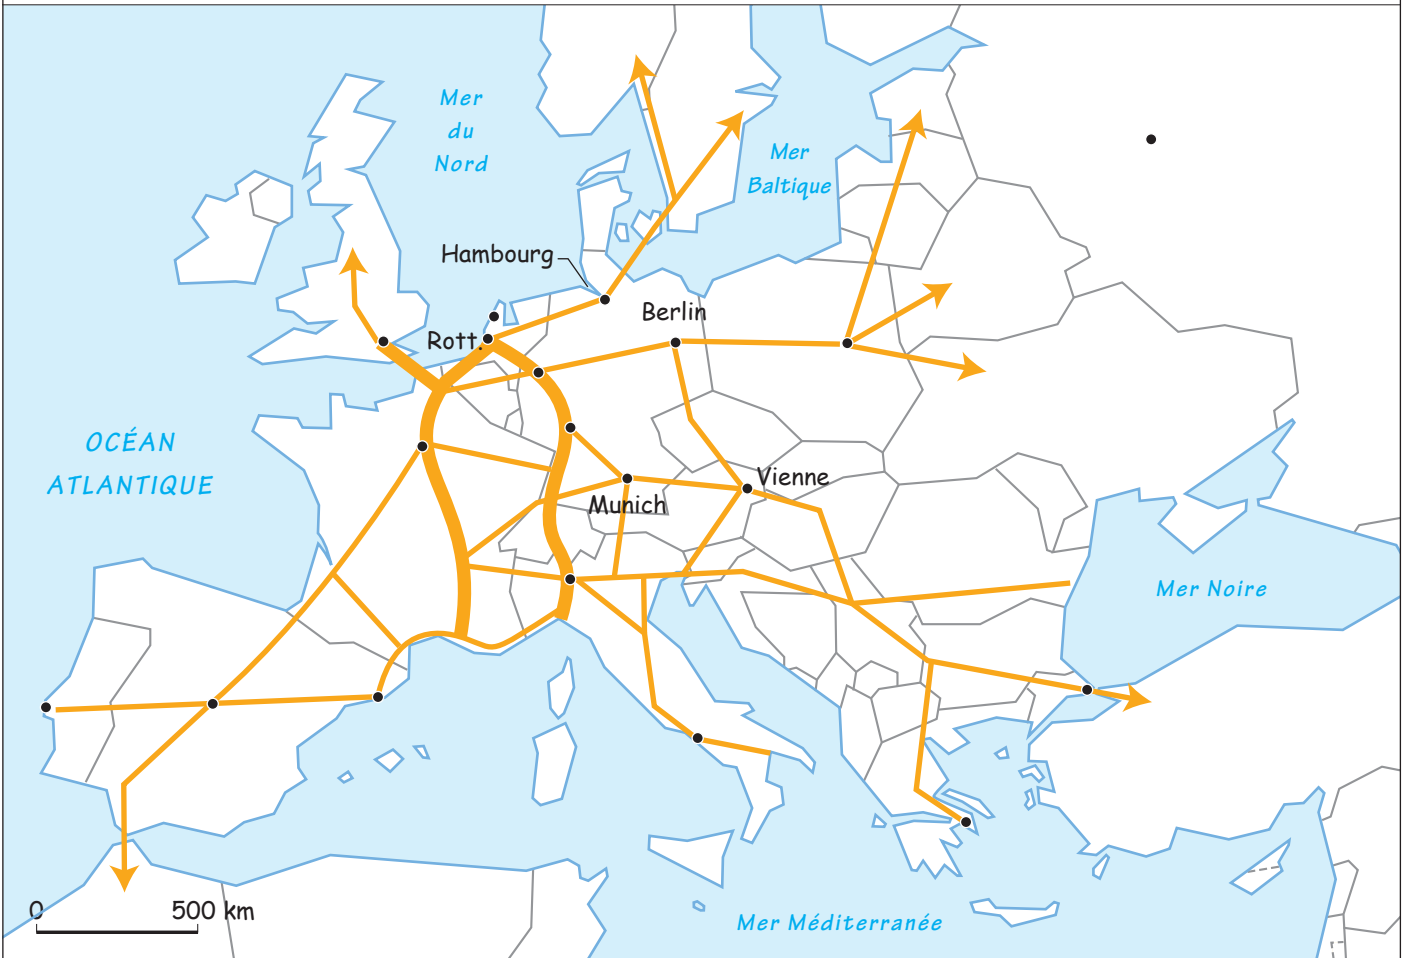 Mer
du
Nord
Mer
Baltique
Hambourg
Berlin
Rott.
OCÉAN
ATLANTIQUE
Vienne
Munich
Mer Noire
0 500 km
Mer Méditerranée